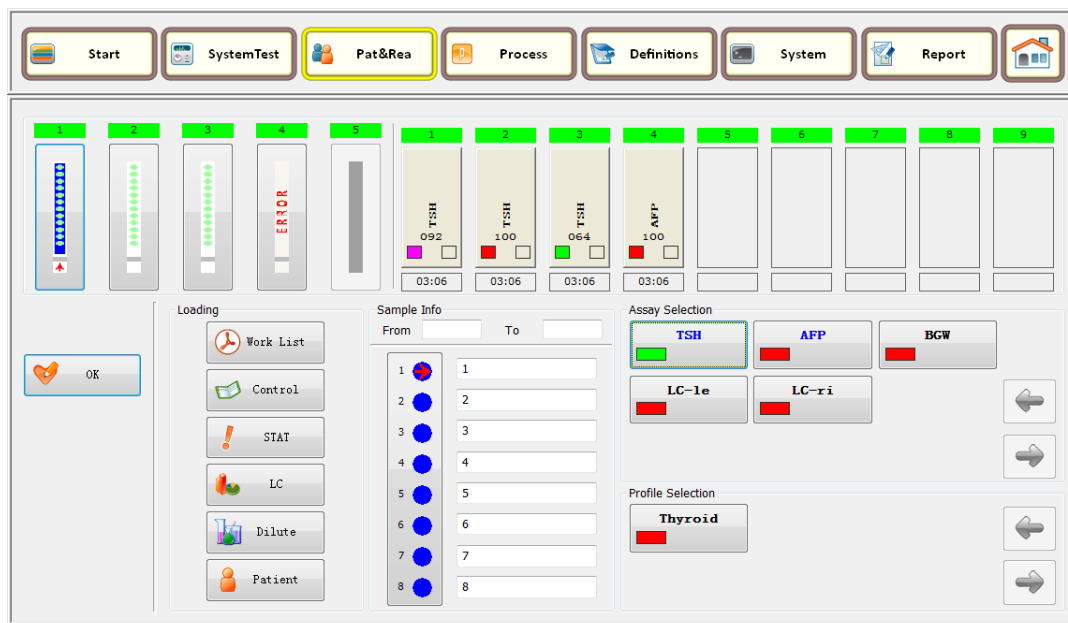 Start SystemTest Pat&Rea Process Definitions System Report
1 2 3 4 5 1 2 3 4 5 6 7 8 9
ERROR
TSH TSH TSH AFP
092 100 064 100
03:06 03:06 03:06 03:06
Loading
Work List
Control
STAT
LC
Dilute
Patient
OK
Sample Info
From To
1 1
2 2
3 3
4 4
5 5
6 6
7 7
8 8
Assay Selection
TSH AFP BGW
LC-le LC-ri
Profile Selection
Thyroid